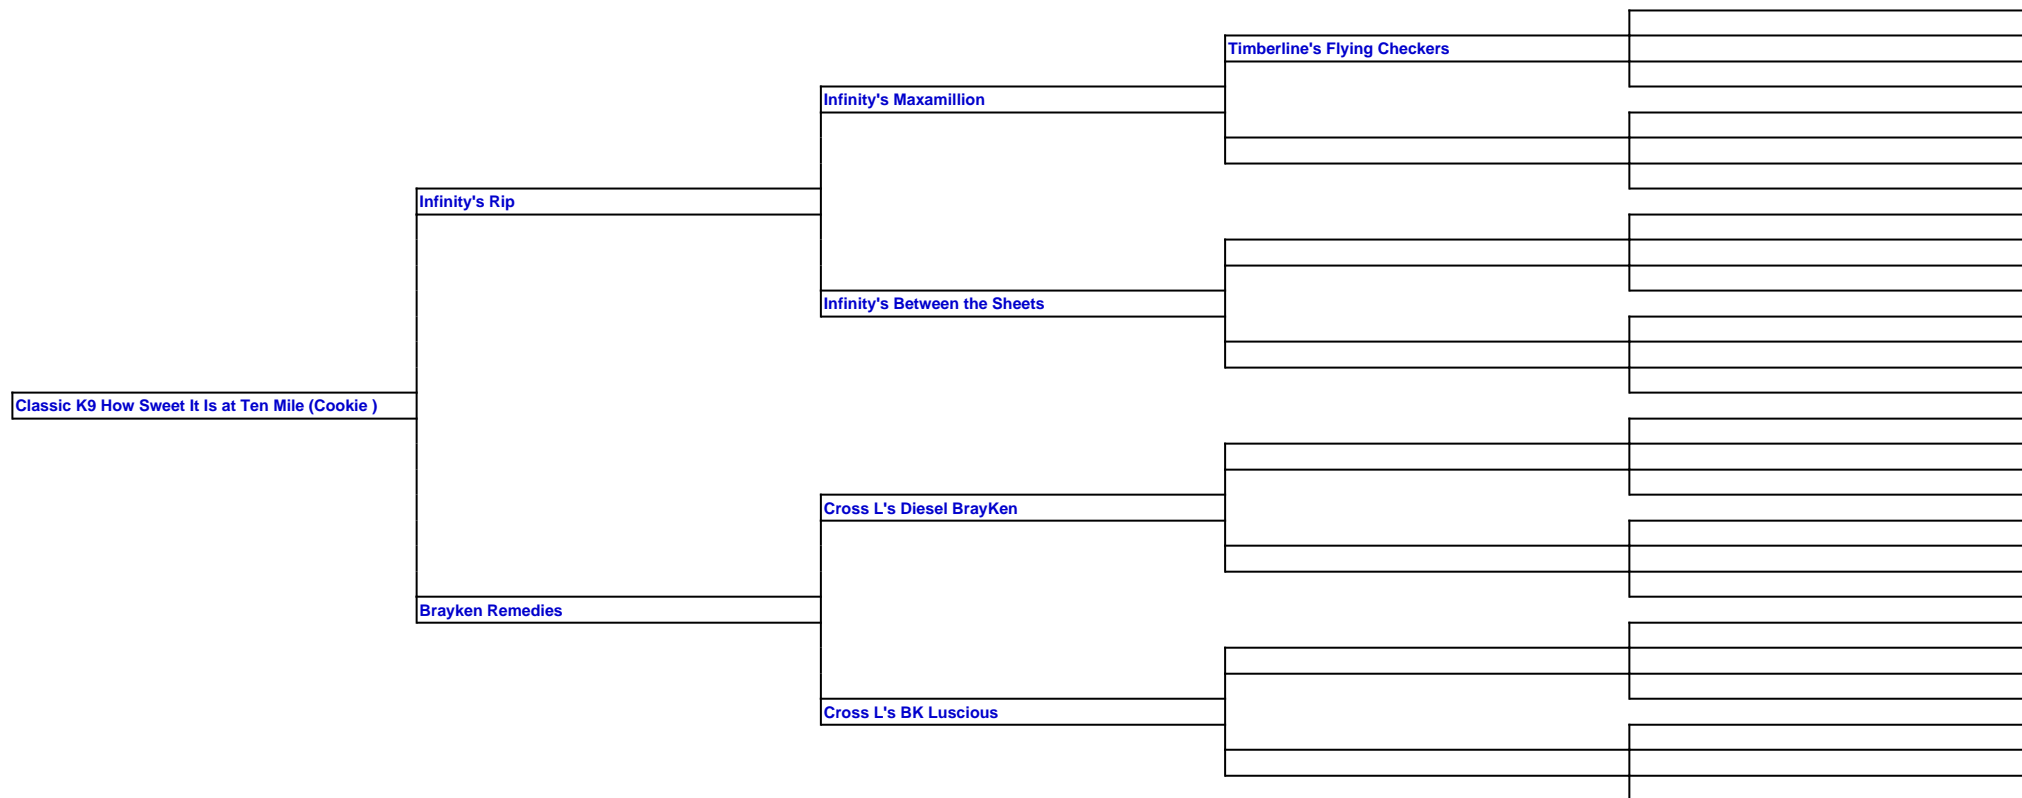 Timberline's Flying Checkers
Infinity's Maxamillion
Infinity's Rip
Infinity's Between the Sheets
Classic K9 How Sweet It Is at Ten Mile (Cookie )
Cross L's Diesel BrayKen
Brayken Remedies
Cross L's BK Luscious